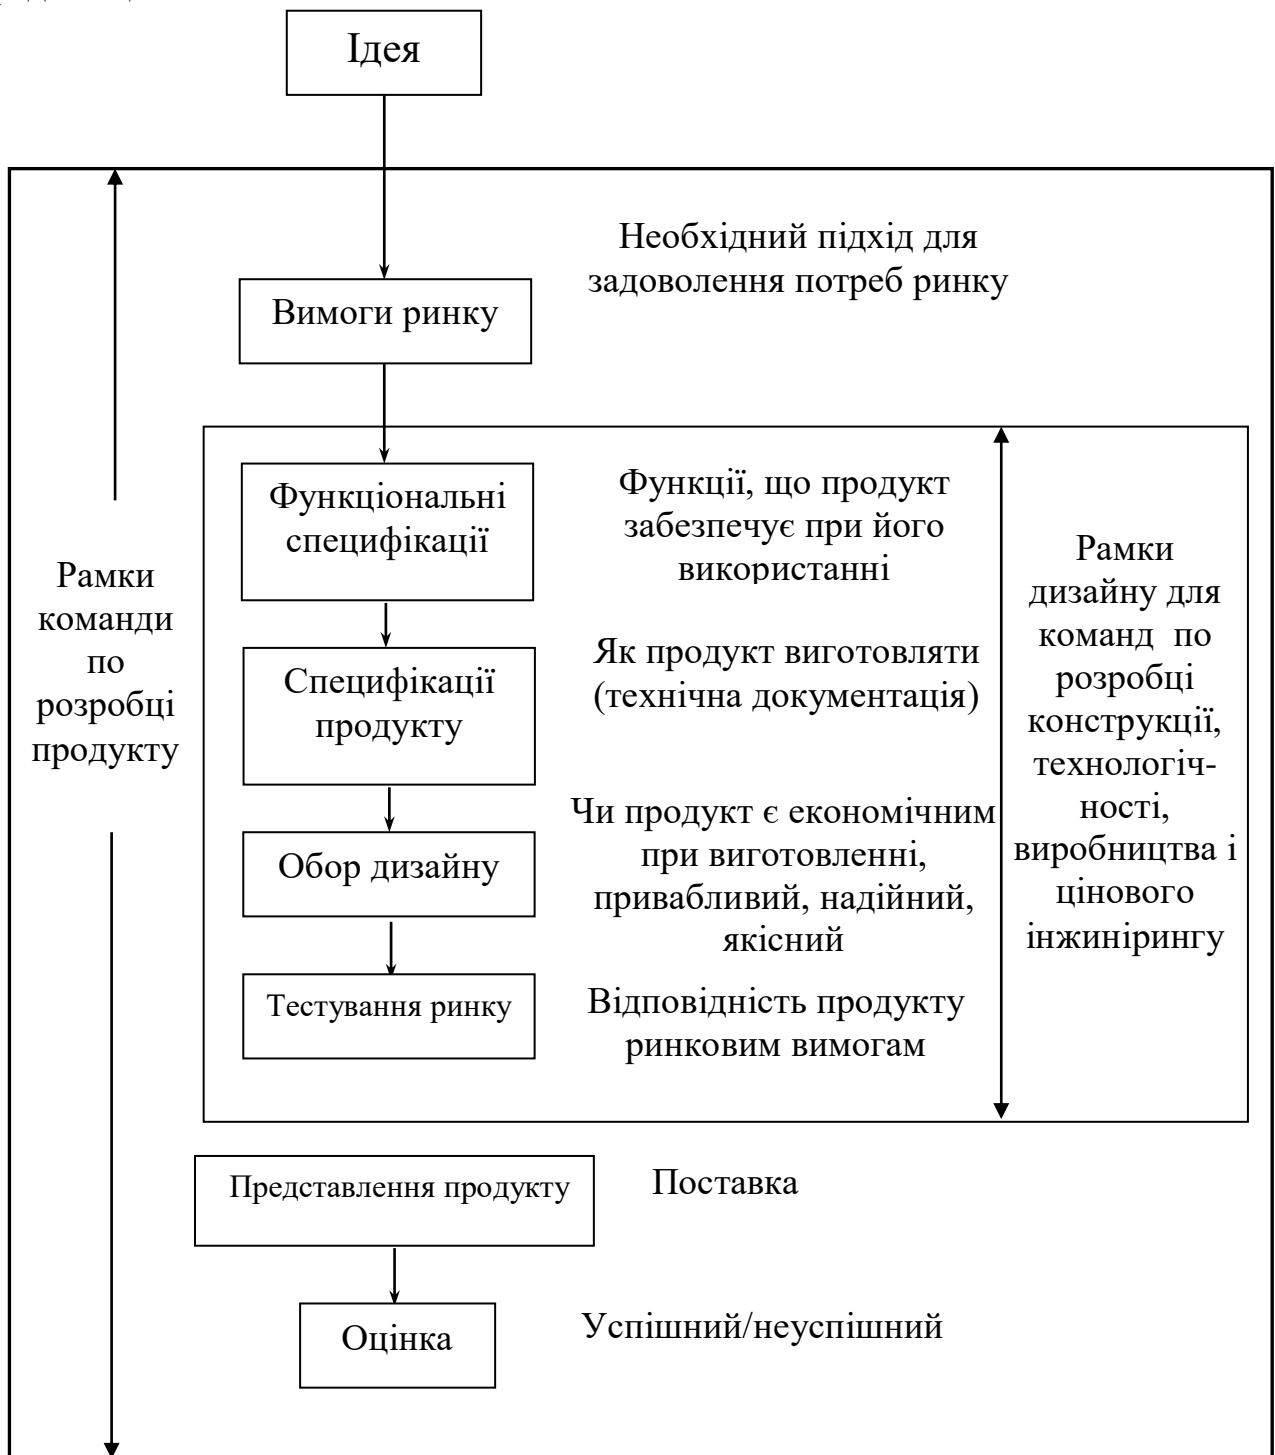 Ідея
Необхідний підхід для
задоволення потреб ринку
Вимоги ринку
Функціональні
специфікації
Функції, що продукт
забезпечує при його
використанні
Рамки
команди
по
розробці
продукту
Рамки
дизайну для
команд по
розробці
конструкції,
технологіч-
ності,
виробництва і
цінового
інжинірингу
Специфікації
продукту
Як продукт виготовляти
(технічна документація)
Обор дизайну
Чи продукт є економічним
при виготовленні,
привабливий, надійний,
якісний
Тестування ринку
Відповідність продукту
ринковим вимогам
Представлення продукту
Поставка
Оцінка
Успішний/неуспішний